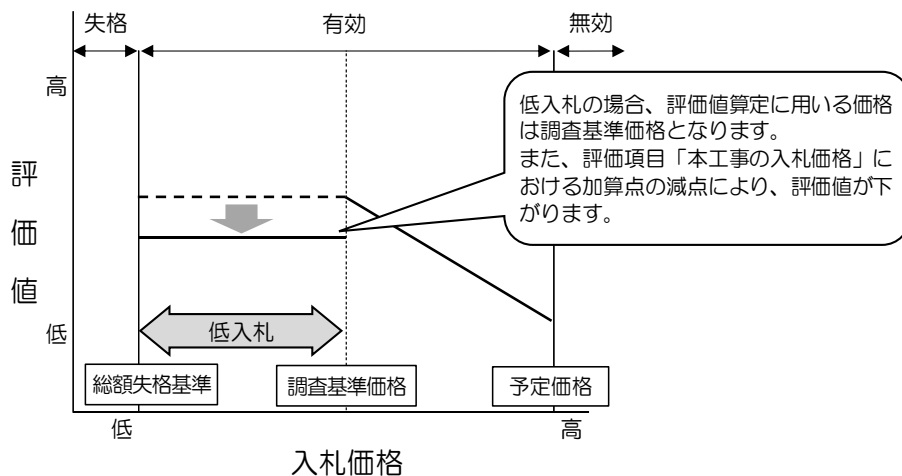 失格
有効
無効
高
低入札の場合、評価値算定に用いる価格
は調査基準価格となります。
また、評価項目「本工事の入札価格」に
おける加算点の減点により、評価値が下
がります。
評価値
低
低入札
総額失格基準
調査基準価格
予定価格
低
高
入札価格